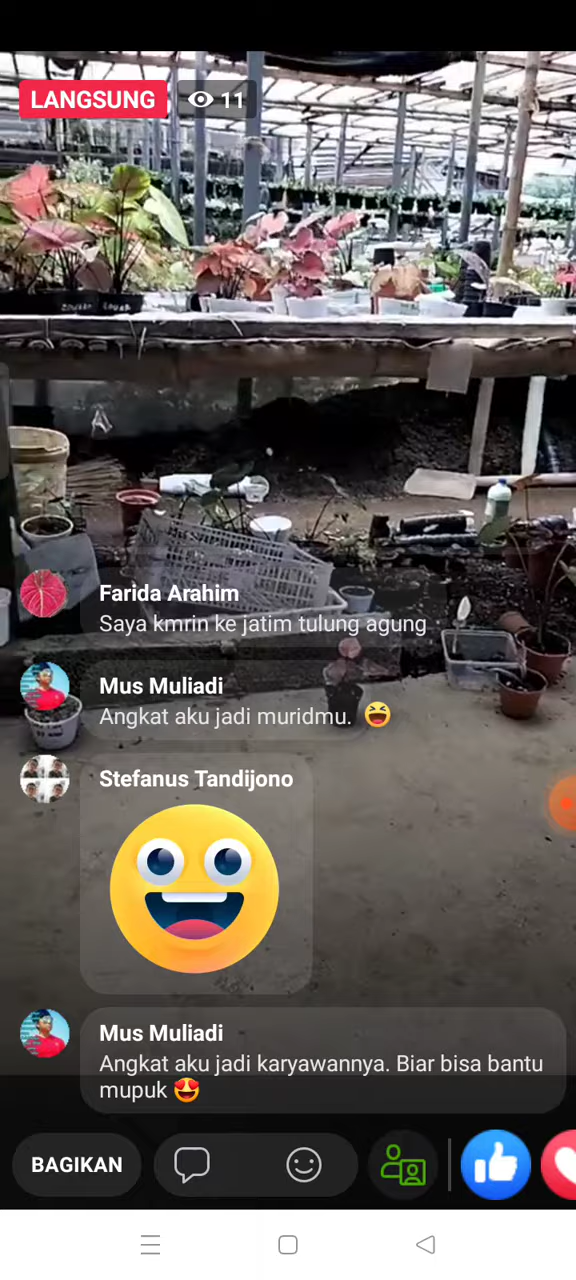 LANGSUNG 11
Farida Arahim
Saya kmrin ke jatim tulung agung
Mus Muliadi
Angkat aku jadi muridmu. 😆
Stefanus Tandijono
Mus Muliadi
Angkat aku jadi karyawannya. Biar bisa bantu
mupuk 😍
BAGIKAN